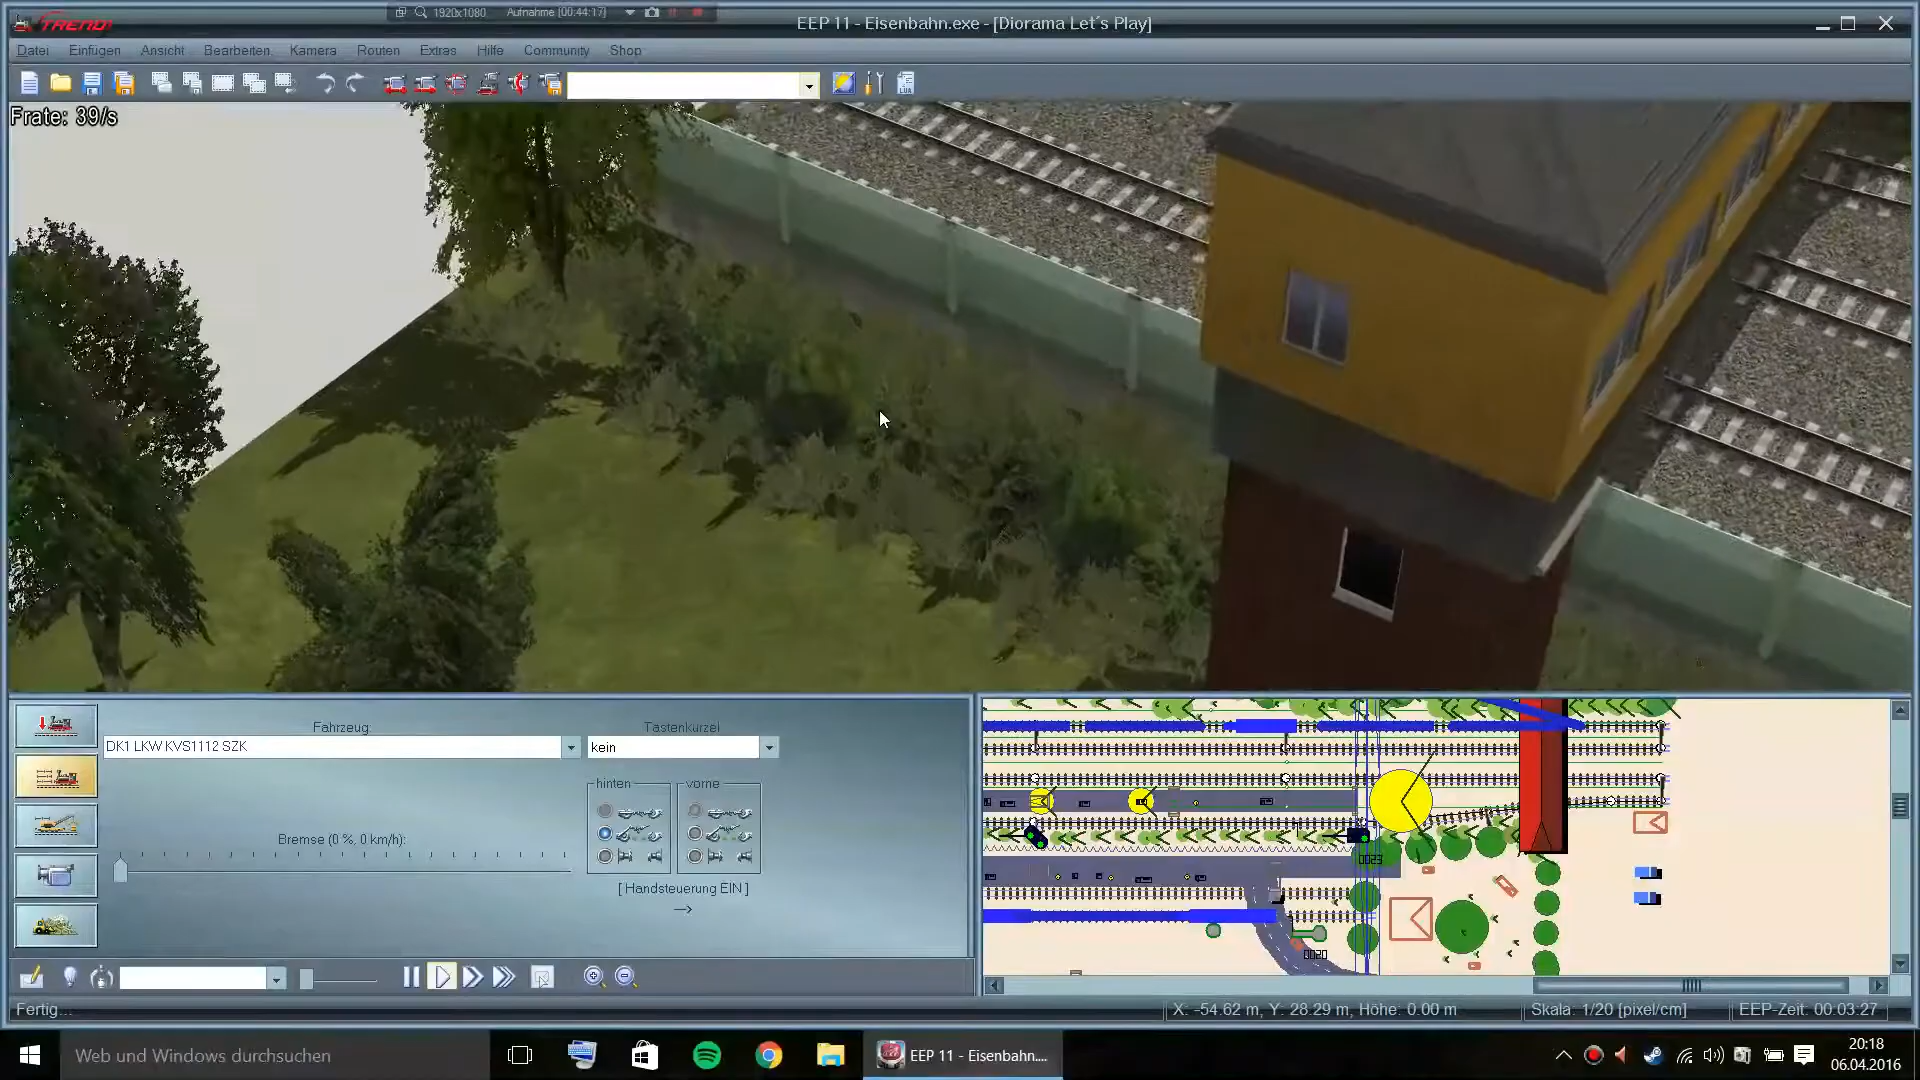 1920x1080 Aufnahme [00:44:17]
TREND
EEP 11 - Eisenbahn.exe - [Diorama Let´s Play]
Datei Einfügen Ansicht Bearbeiten Kamera Routen Extras Hilfe Community Shop
LUA
Frate: 39/s
Fahrzeug:
Tastenkürzel
DK1 LKW KVS1112 SZK
kein
hinten
vorne
Bremse (0 %, 0 km/h):
[ Handsteuerung EIN ]
0023
0020
Fertig...
X: -54.62 m, Y: 28.29 m, Höhe: 0.00 m
Skala: 1/20 [pixel/cm]
EEP-Zeit: 00:03:27
Web und Windows durchsuchen
EEP 11 - Eisenbahn....
20:18
06.04.2016